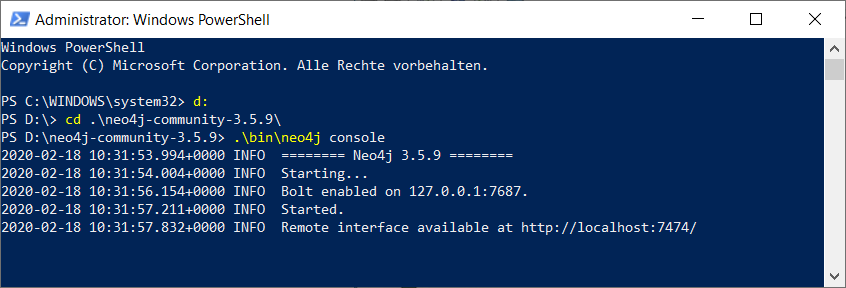 Administrator: Windows PowerShell
Windows PowerShell
Copyright (C) Microsoft Corporation. Alle Rechte vorbehalten.
PS C:\WINDOWS\system32> d:
PS D:\> cd .\neo4j-community-3.5.9\
PS D:\neo4j-community-3.5.9> .\bin\neo4j console
2020-02-18 10:31:53.994+0000 INFO  ======== Neo4j 3.5.9 ========
2020-02-18 10:31:54.004+0000 INFO  Starting...
2020-02-18 10:31:56.154+0000 INFO  Bolt enabled on 127.0.0.1:7687.
2020-02-18 10:31:57.211+0000 INFO  Started.
2020-02-18 10:31:57.832+0000 INFO  Remote interface available at http://localhost:7474/